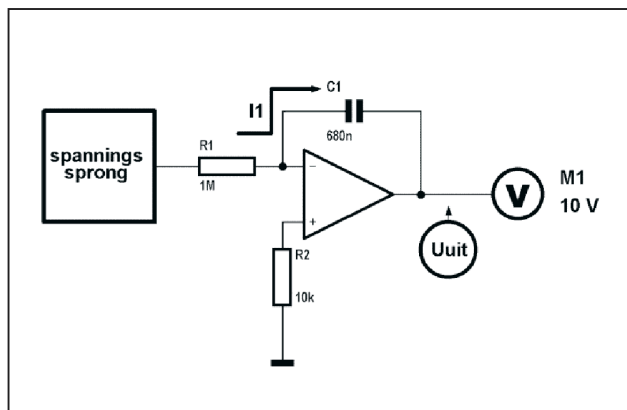 spannings
sprong
R1
1M
I1
C1
680n
−
+
R2
10k
Uuit
V
M1
10 V